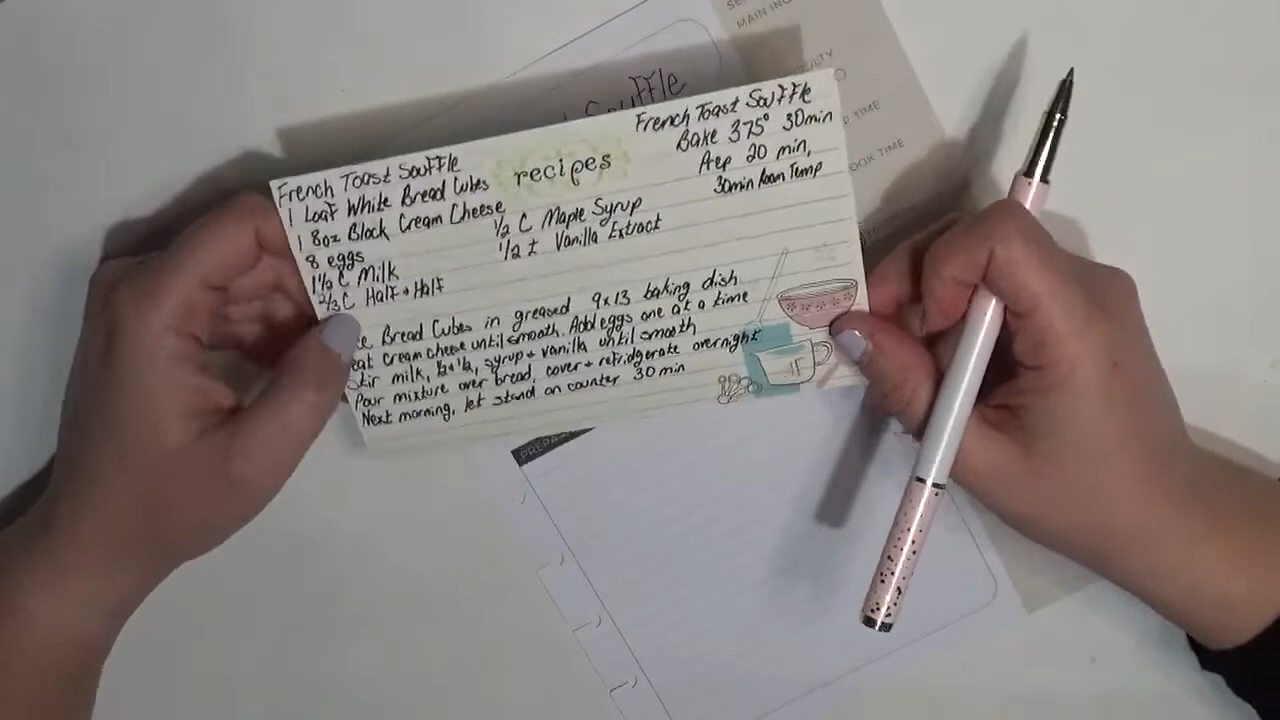 French Toast Souffle
1 Loaf White Bread Cubes
1 8oz Block Cream Cheese
8 eggs
1½ C Milk
⅔ C Half + Half
recipes
½ C Maple Syrup
½ t Vanilla Extract
French Toast Souffle
Bake 375° 30min
Prep 20 min,
30min Room Temp
Bread Cubes in greased 9x13 baking dish
cream cheese until smooth. Add eggs one at a time
Stir milk, ½+½, syrup + vanilla until smooth
Pour mixture over bread, cover + refridgerate overnight
Next morning, let stand on counter 30 min
Souffle
MAIN
TIME
TIME